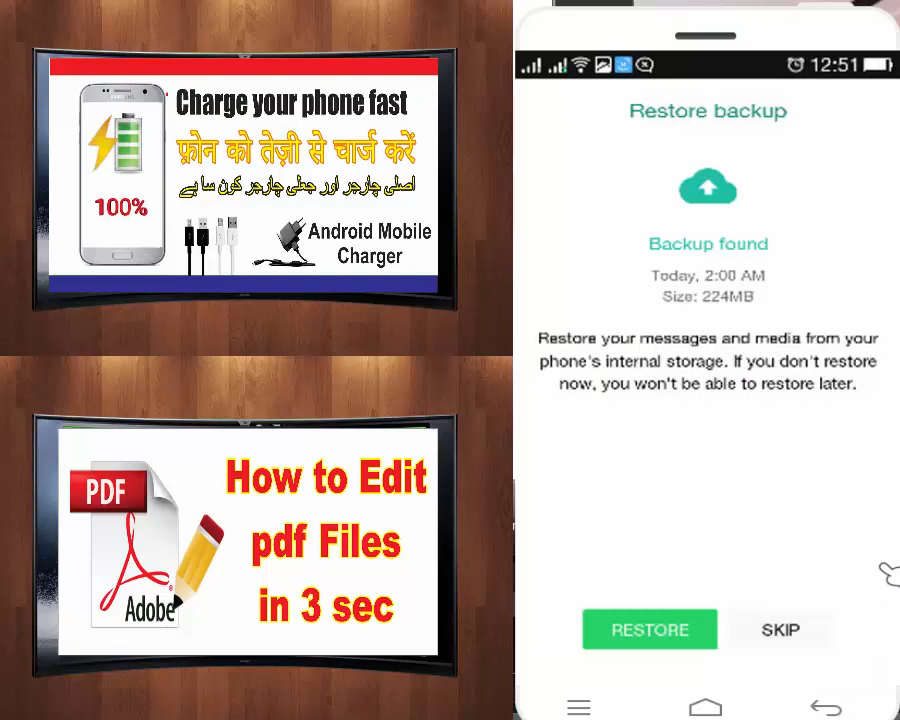 Charge your phone fast
फ़ोन को तेज़ी से चार्ज करें
اصلی چارجر اور جعلی چارجر کون سا ہے
100%
Android Mobile
Charger
PDF
Adobe
How to Edit
pdf Files
in 3 sec
12:51
Restore backup
Backup found
Today, 2:00 AM
Size: 224MB
Restore your messages and media from your
phone's internal storage. If you don't restore
now, you won't be able to restore later.
RESTORE
SKIP